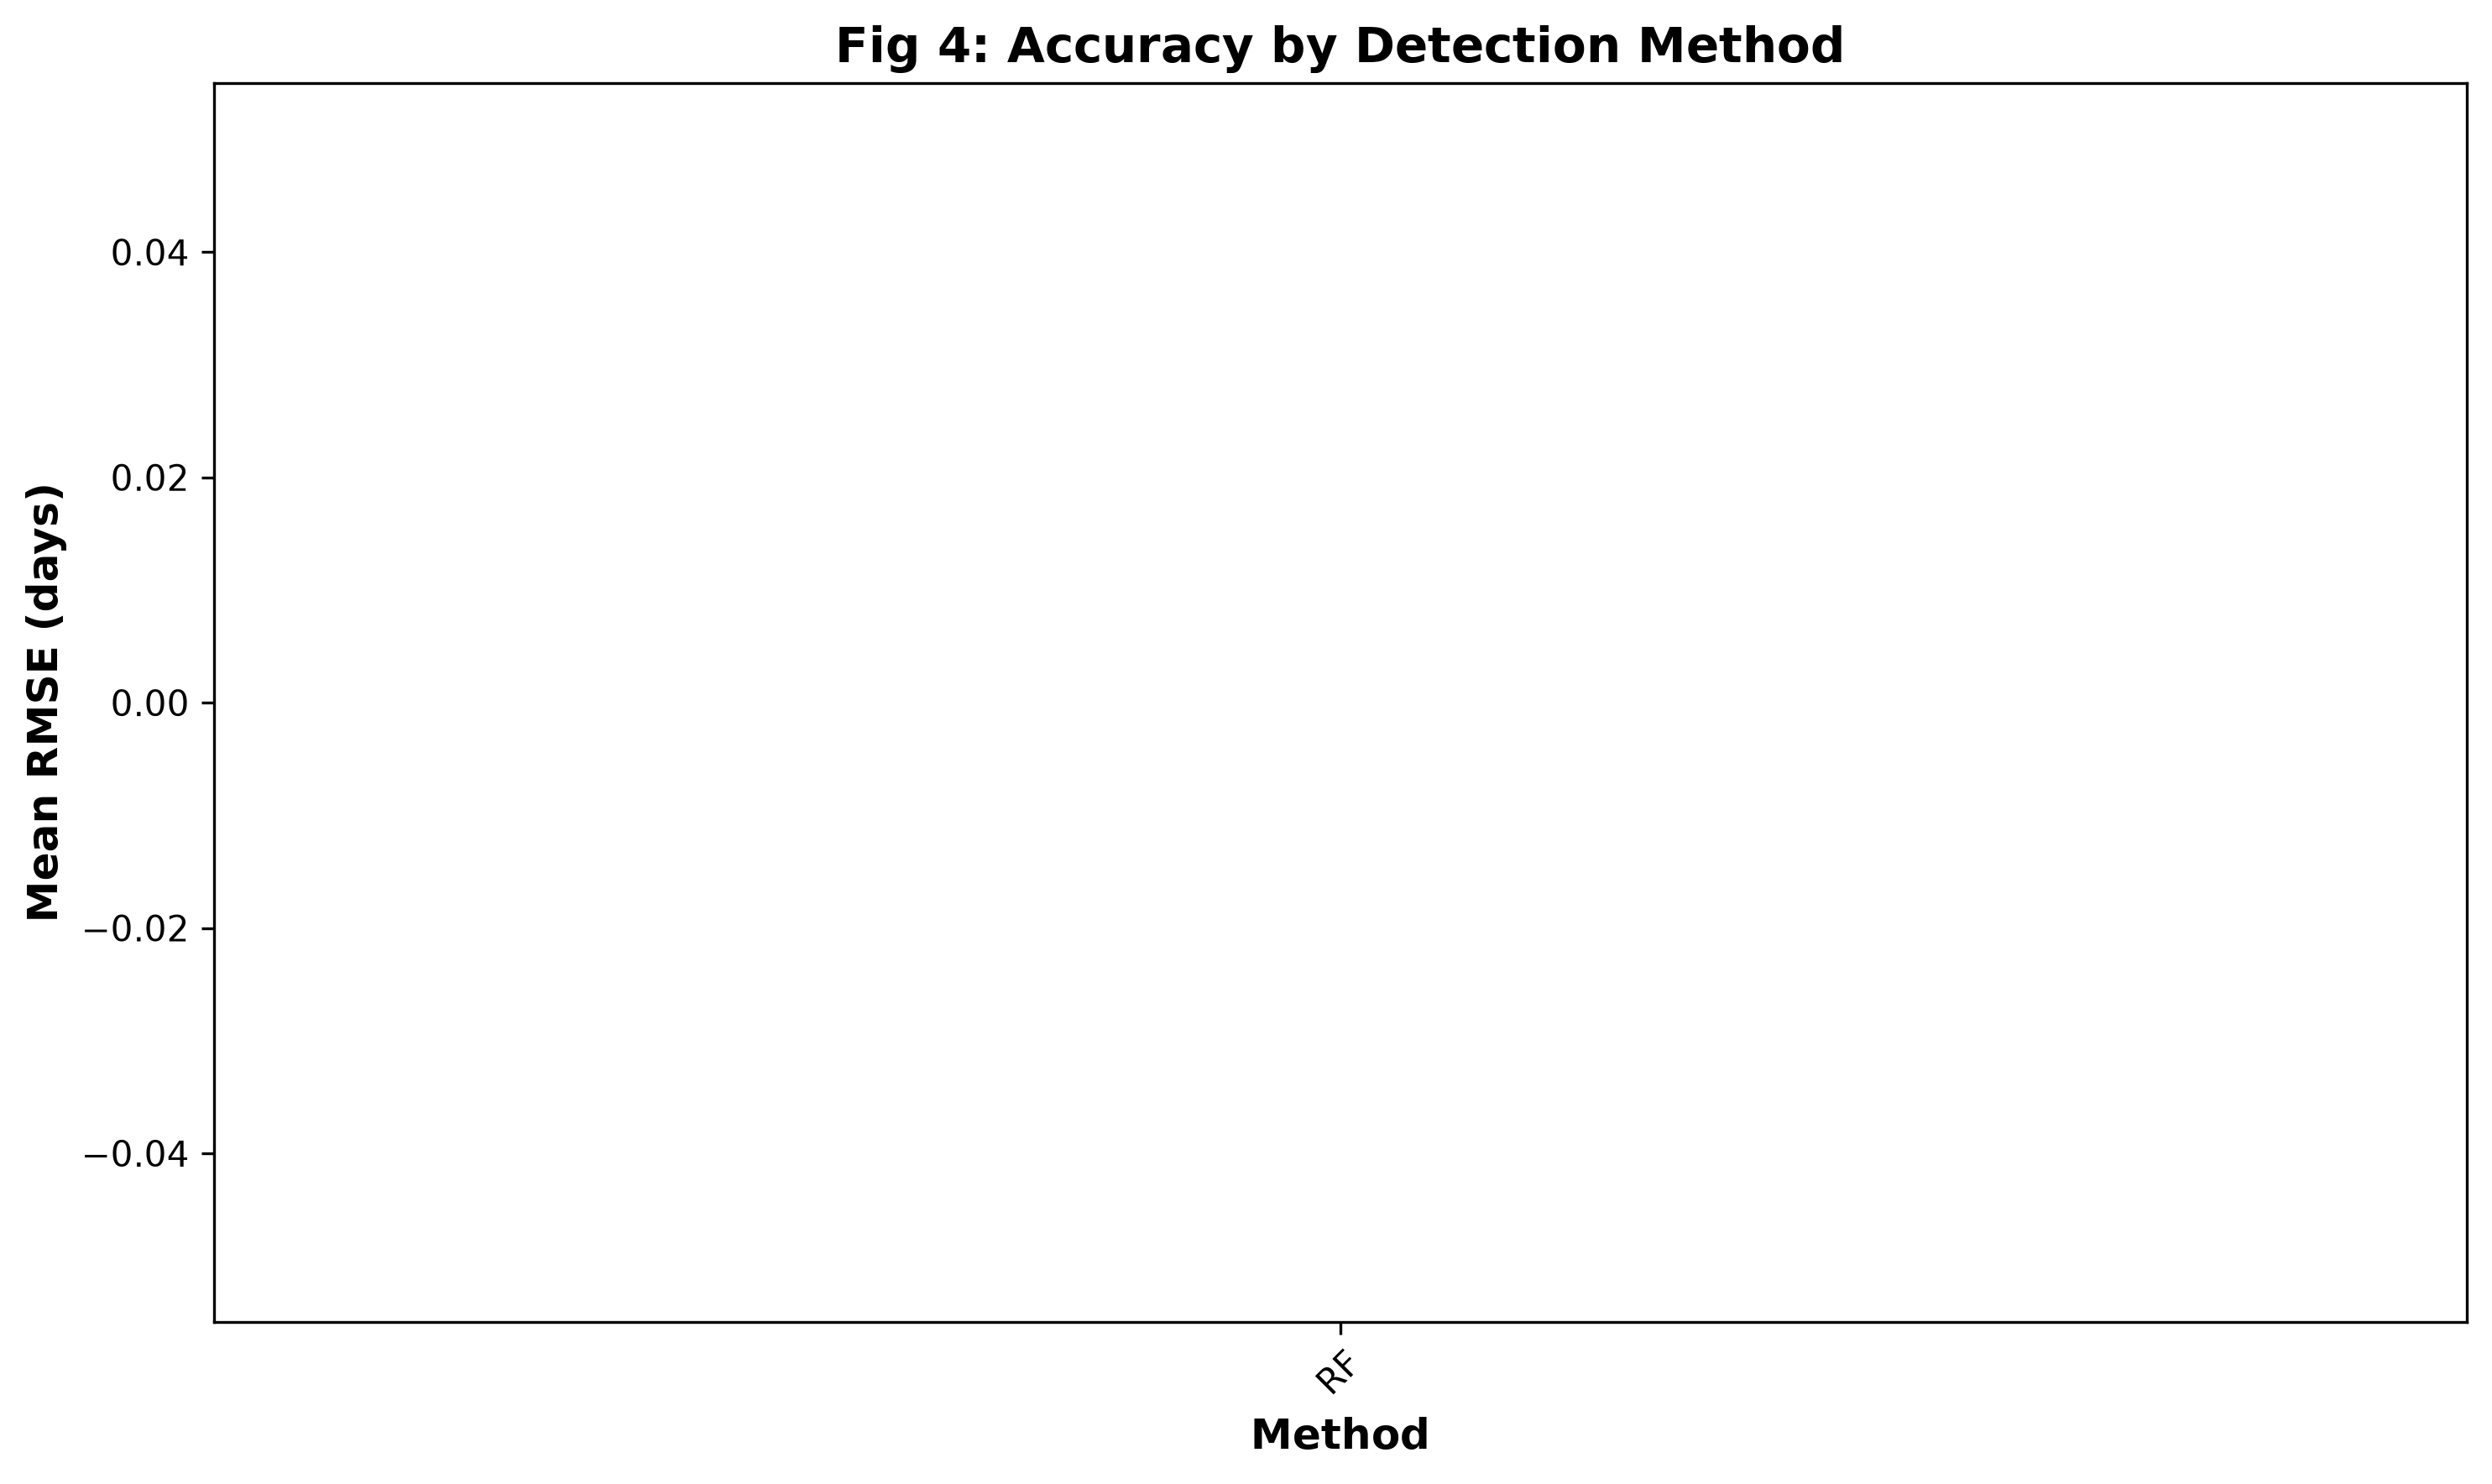 Fig 4: Accuracy by Detection Method
Mean RMSE (days)
0.04
0.02
0.00
−0.02
−0.04
RF
Method